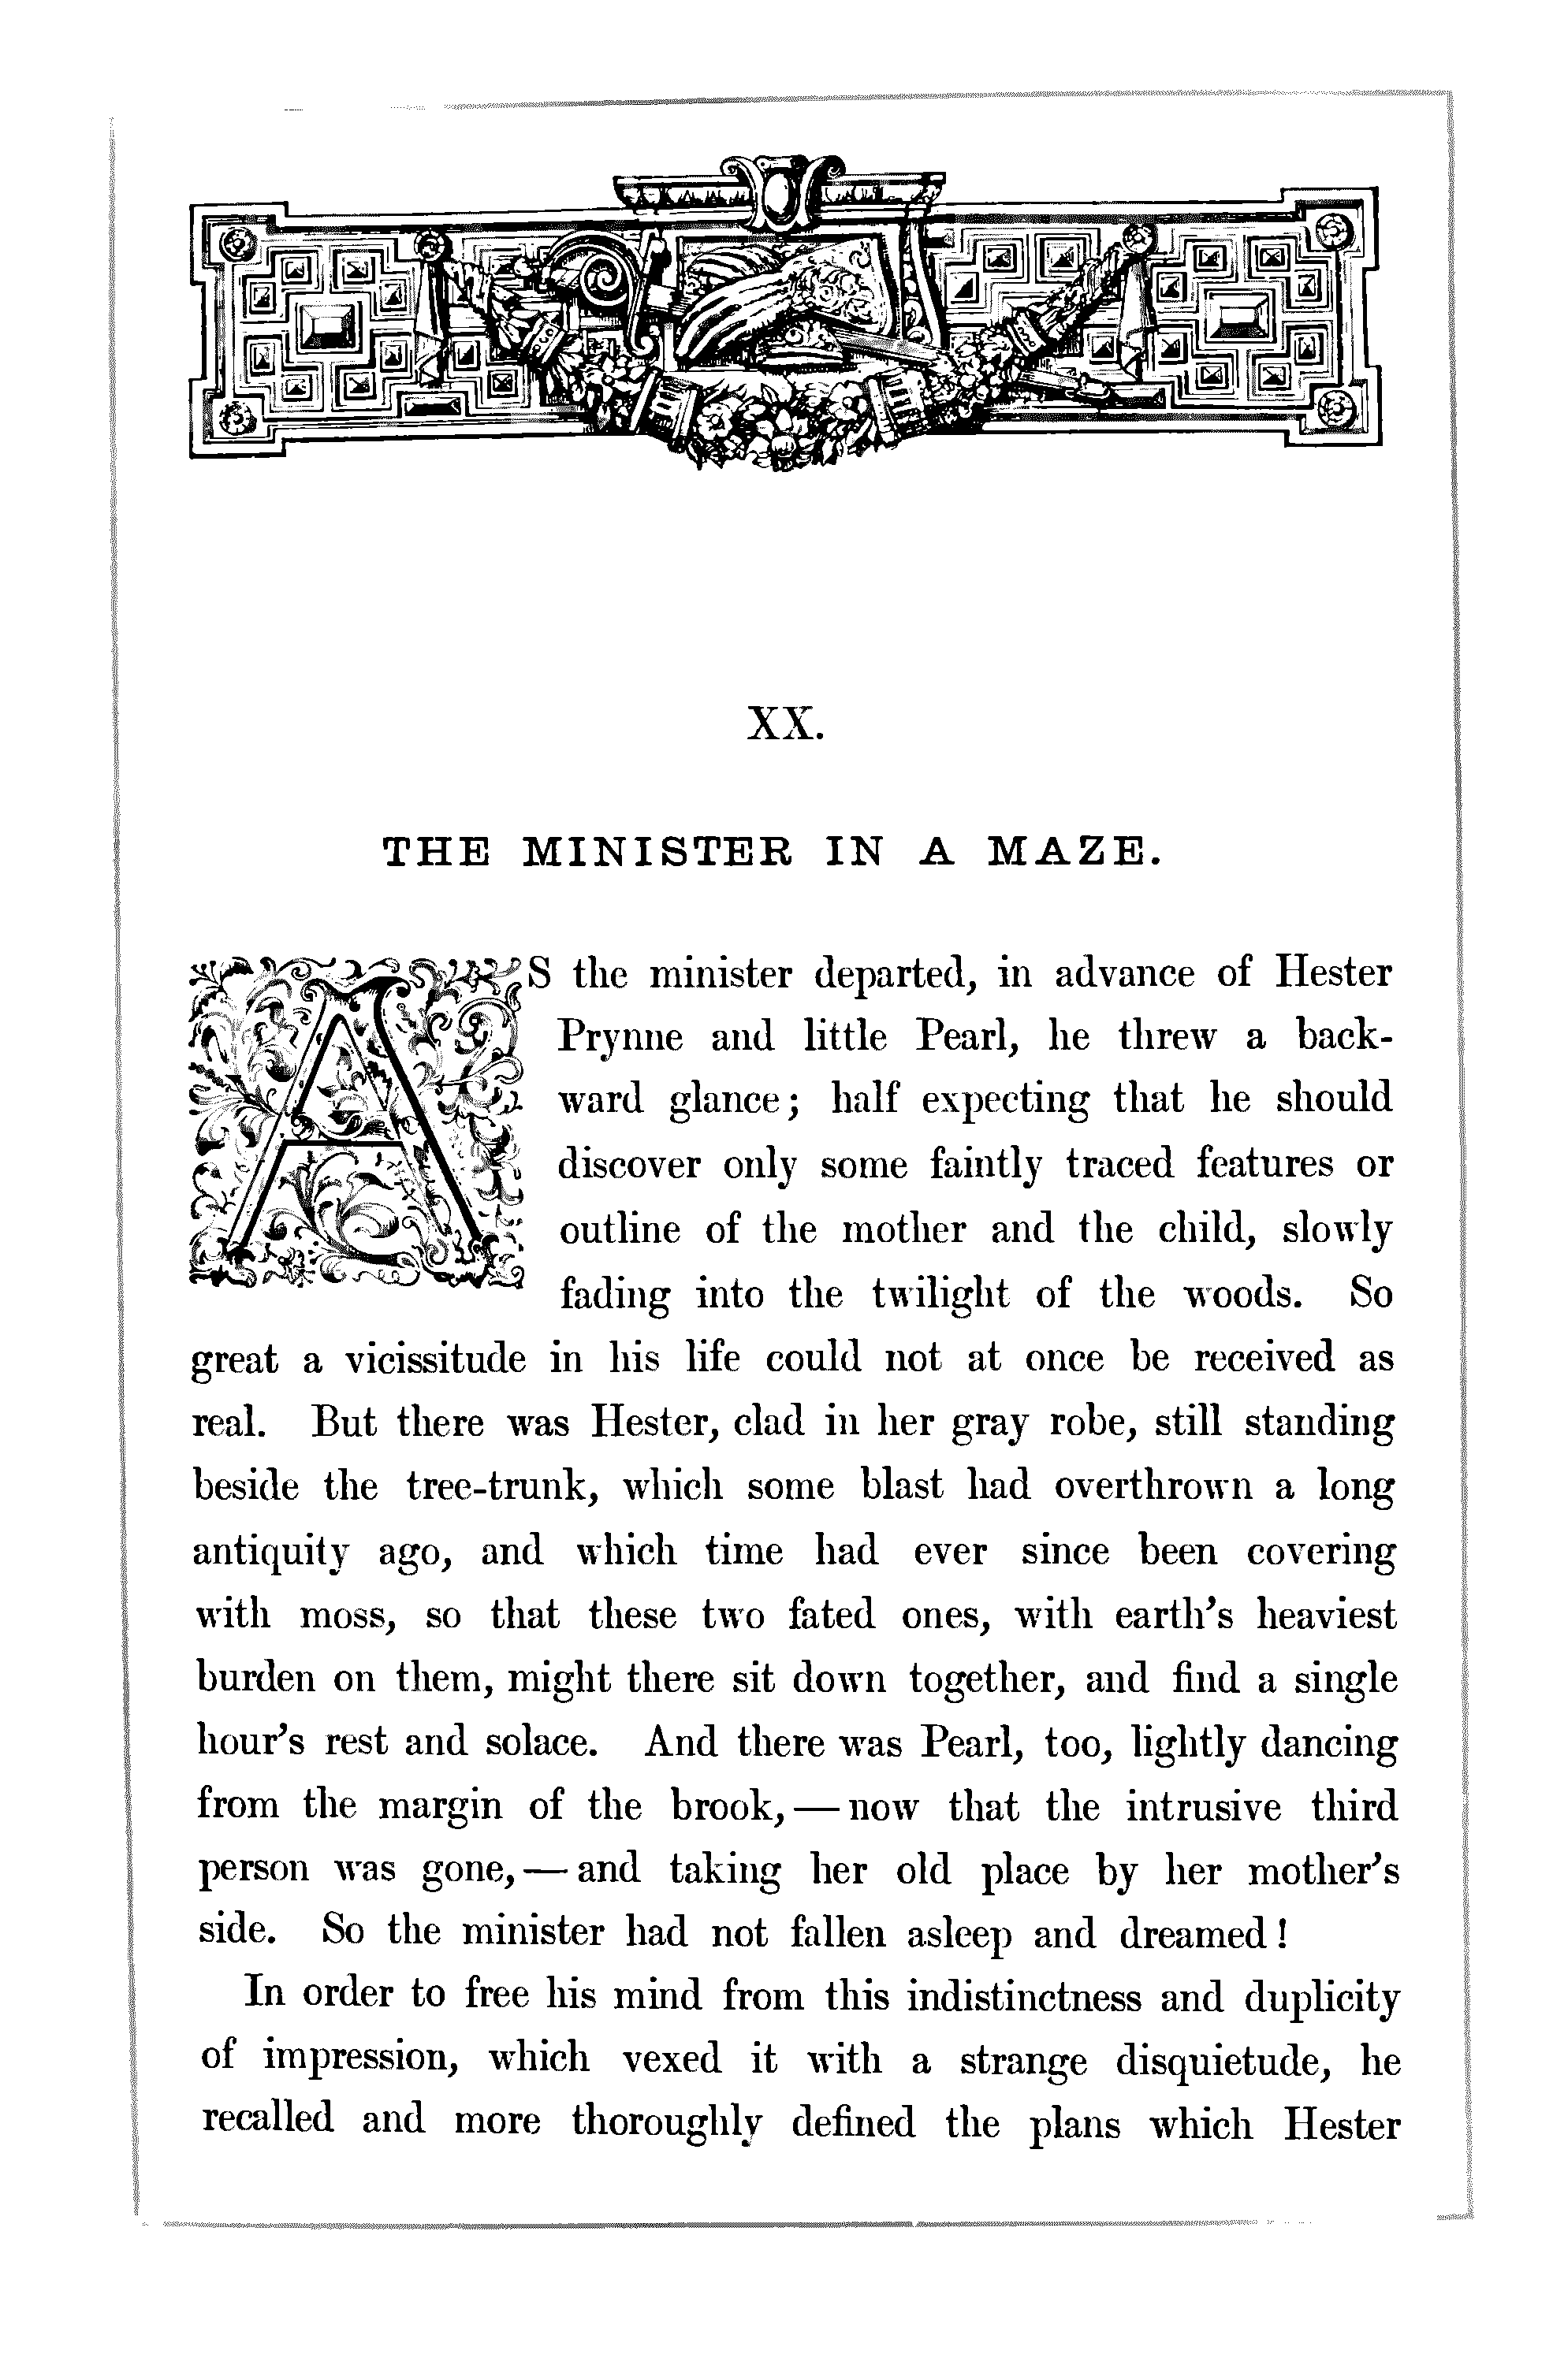 XX.
THE MINISTER IN A MAZE.
AS the minister departed, in advance of Hester
Prynne and little Pearl, he threw a back-
ward glance; half expecting that he should
discover only some faintly traced features or
outline of the mother and the child, slowly
fading into the twilight of the woods. So
great a vicissitude in his life could not at once be received as
real. But there was Hester, clad in her gray robe, still standing
beside the tree-trunk, which some blast had overthrown a long
antiquity ago, and which time had ever since been covering
with moss, so that these two fated ones, with earth's heaviest
burden on them, might there sit down together, and find a single
hour's rest and solace. And there was Pearl, too, lightly dancing
from the margin of the brook,—now that the intrusive third
person was gone,—and taking her old place by her mother's
side. So the minister had not fallen asleep and dreamed!
In order to free his mind from this indistinctness and duplicity
of impression, which vexed it with a strange disquietude, he
recalled and more thoroughly defined the plans which Hester